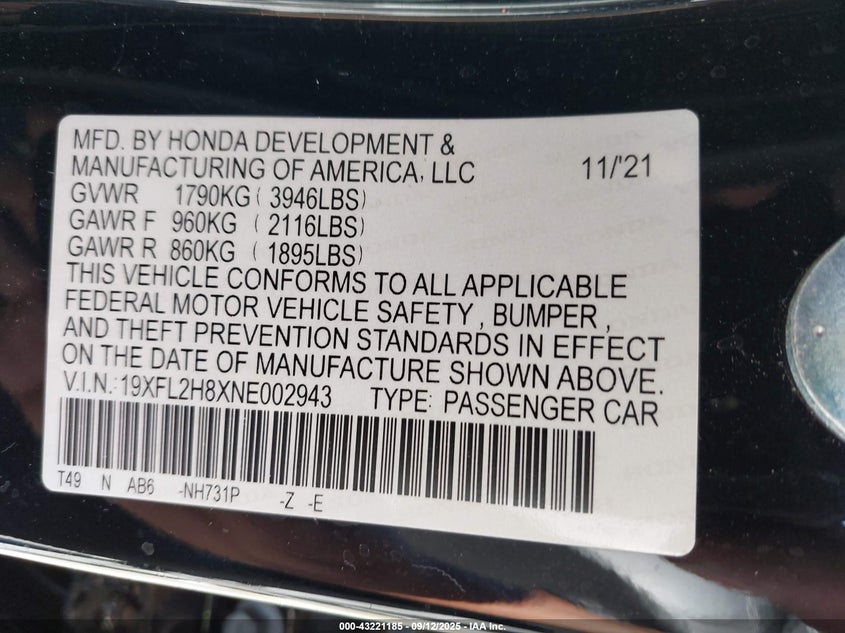 MFD. BY HONDA DEVELOPMENT &
MANUFACTURING OF AMERICA, LLC 11/'21
GVWR 1790KG ( 3946LBS)
GAWR F 960KG ( 2116LBS)
GAWR R 860KG ( 1895LBS)
THIS VEHICLE CONFORMS TO ALL APPLICABLE
FEDERAL MOTOR VEHICLE SAFETY , BUMPER ,
AND THEFT PREVENTION STANDARDS IN EFFECT
ON THE DATE OF MANUFACTURE SHOWN ABOVE.
V.I.N.:19XFL2H8XNE002943 TYPE: PASSENGER CAR
T49 N AB6 -NH731P -Z -E
000-43221185 - 09/12/2025 - IAA Inc.